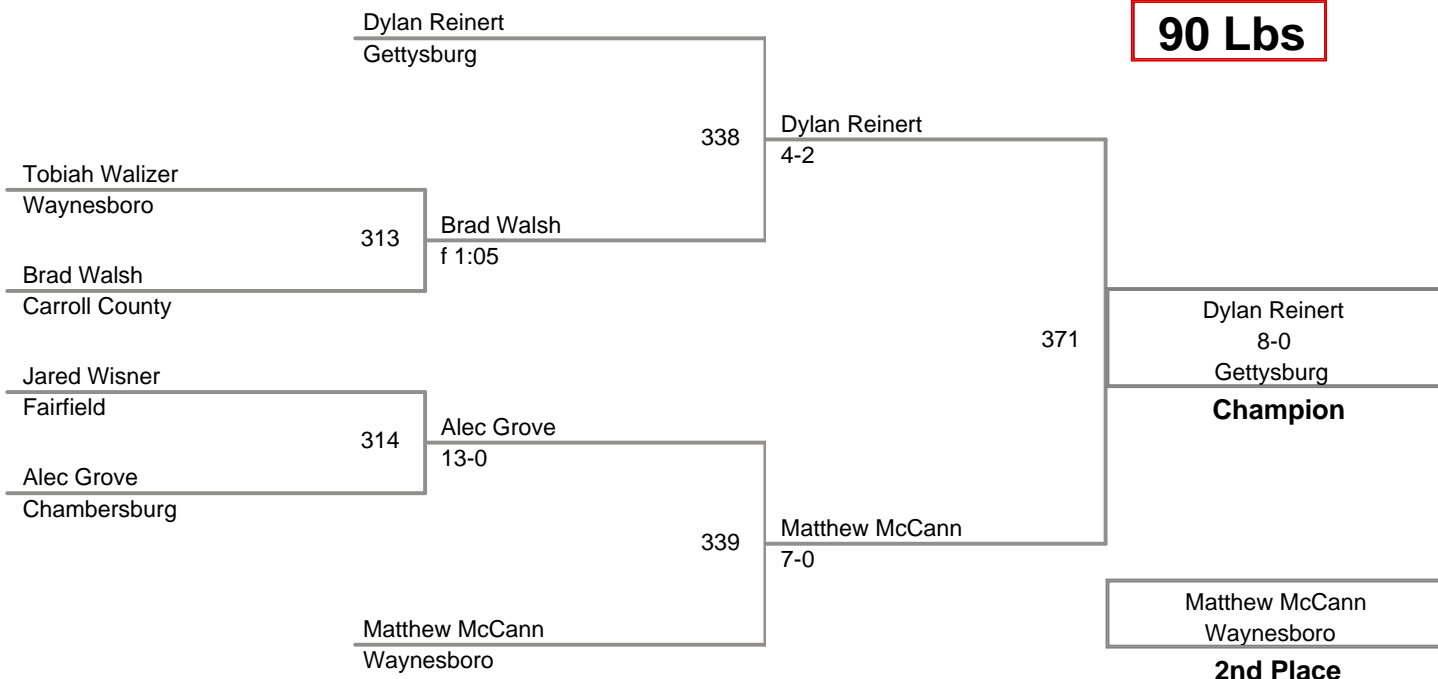 Dylan Reinert
Gettysburg
90 Lbs
338
Dylan Reinert
4-2
Tobiah Walizer
Waynesboro
313
Brad Walsh
f 1:05
Brad Walsh
Carroll County
371
Dylan Reinert
8-0
Gettysburg
Champion
Jared Wisner
Fairfield
314
Alec Grove
13-0
Alec Grove
Chambersburg
339
Matthew McCann
7-0
Matthew McCann
Waynesboro
Matthew McCann
Waynesboro
2nd Place